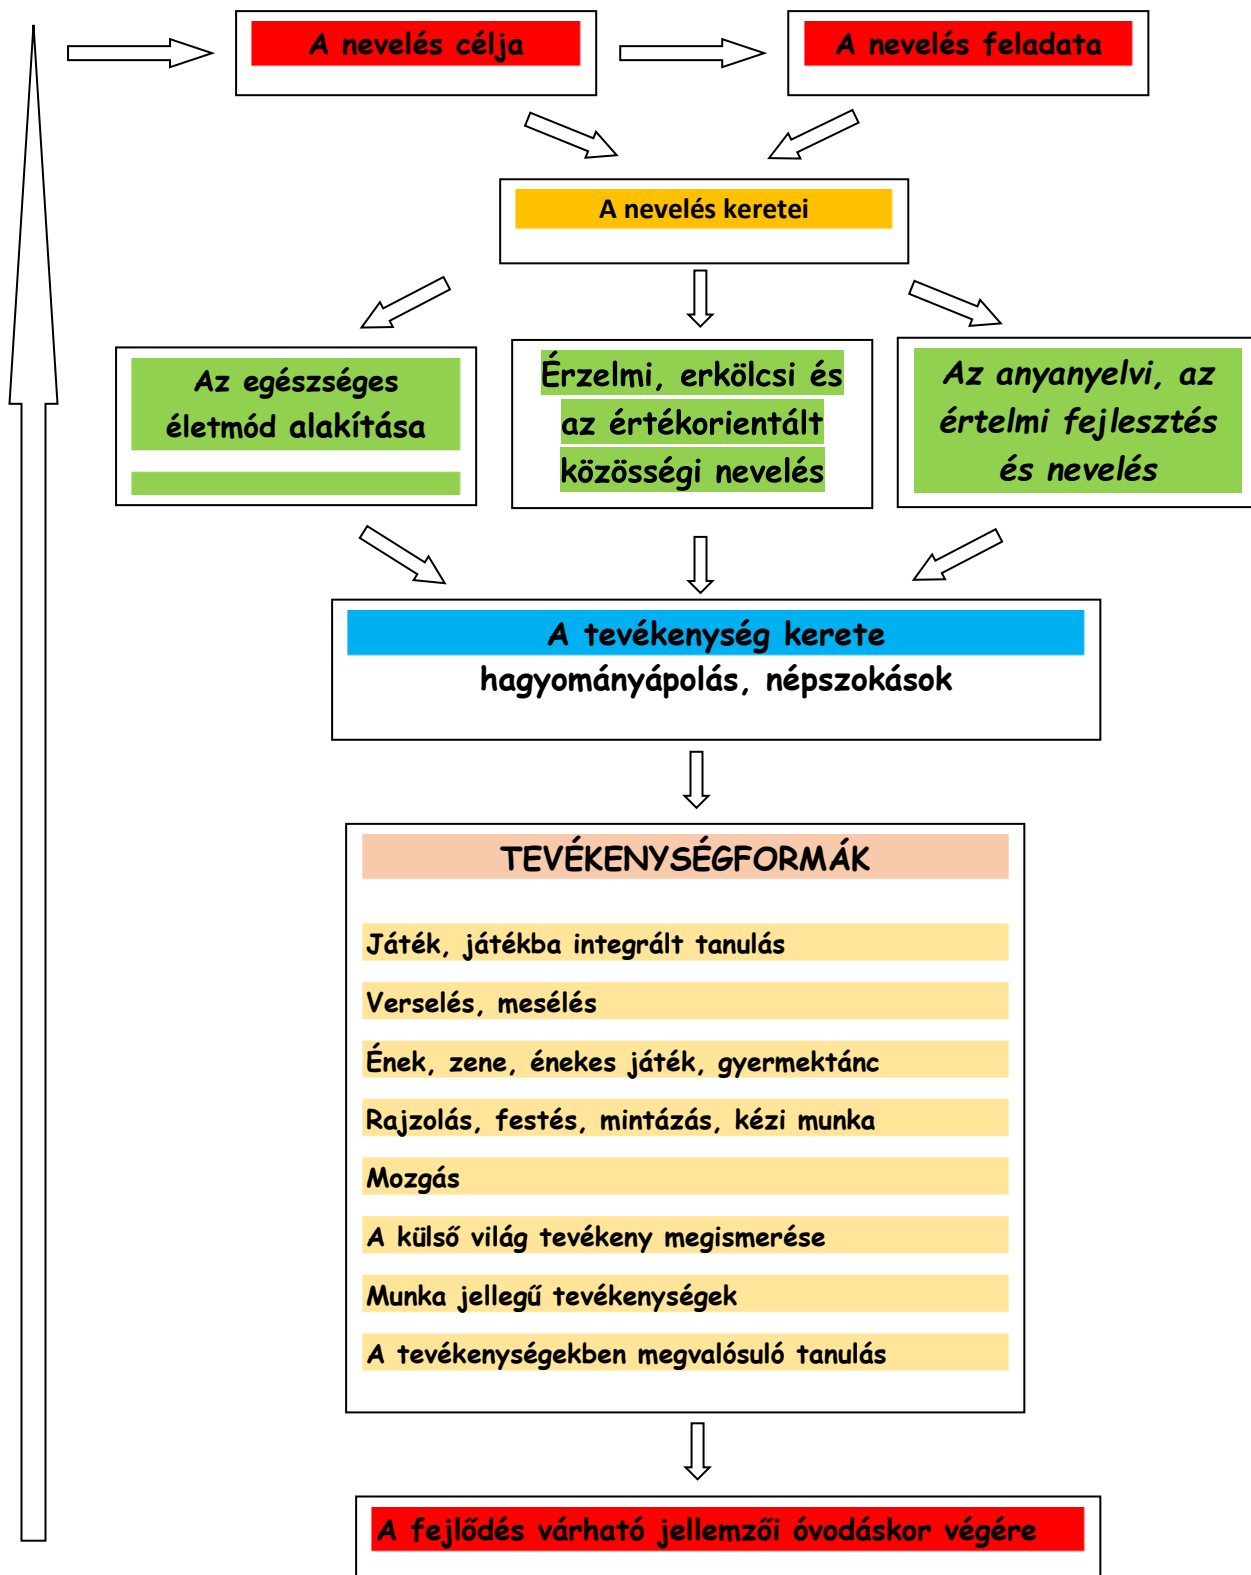 A nevelés célja
A nevelés feladata
A nevelés keretei
Az egészséges
életmód alakítása
Érzelmi, erkölcsi és
az értékorientált
közösségi nevelés
Az anyanyelvi, az
értelmi fejlesztés
és nevelés
A tevékenység kerete
hagyományápolás, népszokások
TEVÉKENYSÉGFORMÁK
Játék, játékba integrált tanulás
Verselés, mesélés
Ének, zene, énekes játék, gyermektánc
Rajzolás, festés, mintázás, kézi munka
Mozgás
A külső világ tevékeny megismerése
Munka jellegű tevékenységek
A tevékenységekben megvalósuló tanulás
A fejlődés várható jellemzői óvodáskor végére